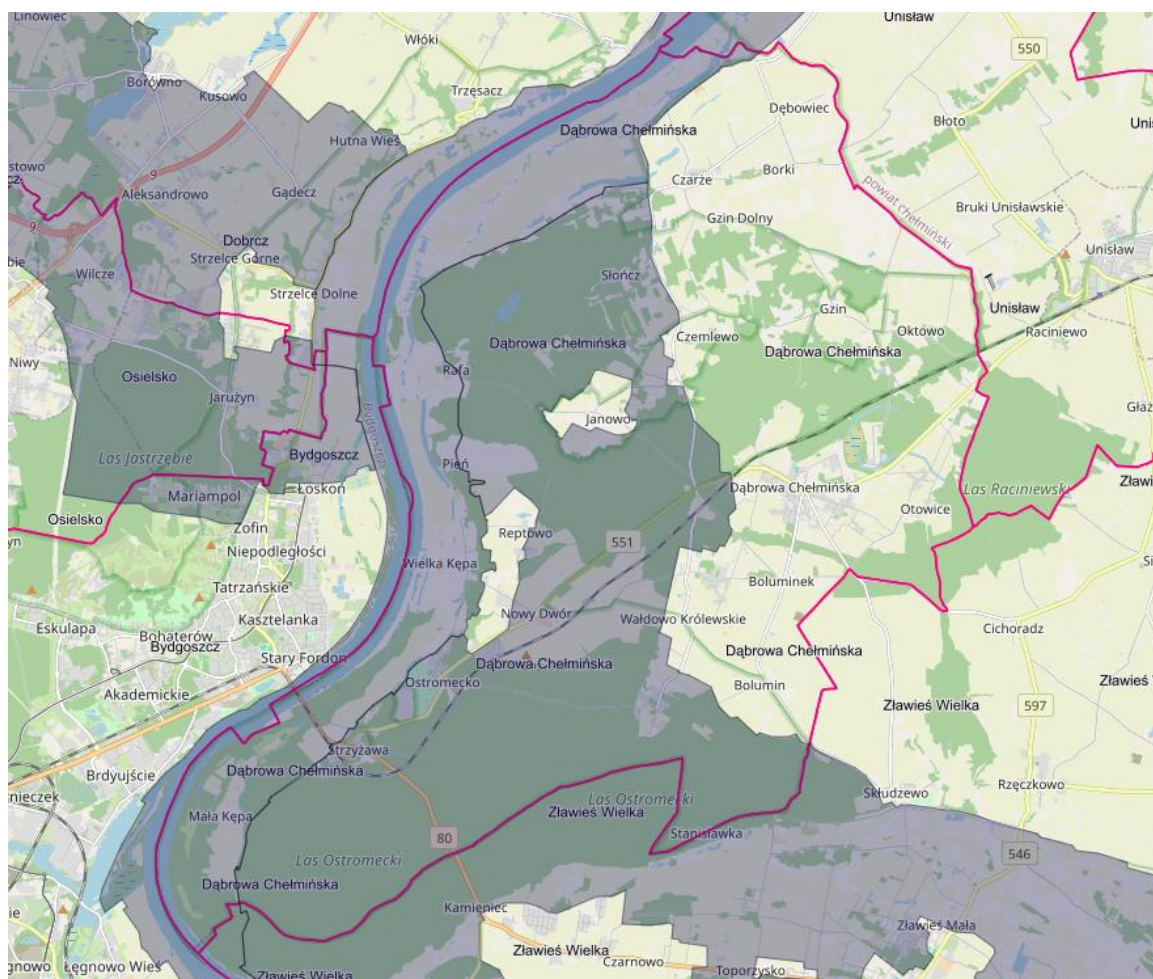 Linowiec
Włóki
Unisław
550
Borówno
Kusowo
Trzęsacz
Dębowiec
Błoto
Hutna Wieś
Dąbrowa Chełmińska
9
Aleksandrowo
Gądecz
Czarże
Borki
powiat chełmiński
Bruki Unisławskie
Gzin Dolny
9
Dobrcz
Strzelce Górne
Unisław
Wilcze
Słończ
Strzelce Dolne
Gzin
Unisław
Raciniewo
Oktowo
Niwy
Dąbrowa Chełmińska
Czemlewo
Dąbrowa Chełmińska
Osielsko
Rafa
Jarużyn
Janowo
Bydgoszcz
Las Jastrzębie
Bydgoszcz
Pień
Mariampol
Łoskoń
Dąbrowa Chełmińska
Las Raciniewski
Osielsko
Zofin
Otowice
Niepodległości
Reptowo
551
Wielka Kępa
Tatrzańskie
Boluminek
Eskulapa
Kasztelanka
Nowy Dwór
Wałdowo Królewskie
Cichoradz
Bohaterów
Bydgoszcz
Stary Fordon
Dąbrowa Chełmińska
Dąbrowa Chełmińska
Akademickie
Ostromecko
Bolumin
Zławieś Wielka
597
Strzyżawa
Brdyujście
Dąbrowa Chełmińska
Skłudzewo
Rzęczkowo
Las Ostromecki
Zławieś Wielka
Mała Kępa
Stanisławka
80
546
Las Ostromecki
Dąbrowa Chełmińska
Kamieniec
Zławieś Mała
Zławieś Wielka
Czarnowo
Łęgnowo Wieś
Zławieś Wielka
Toporzysko